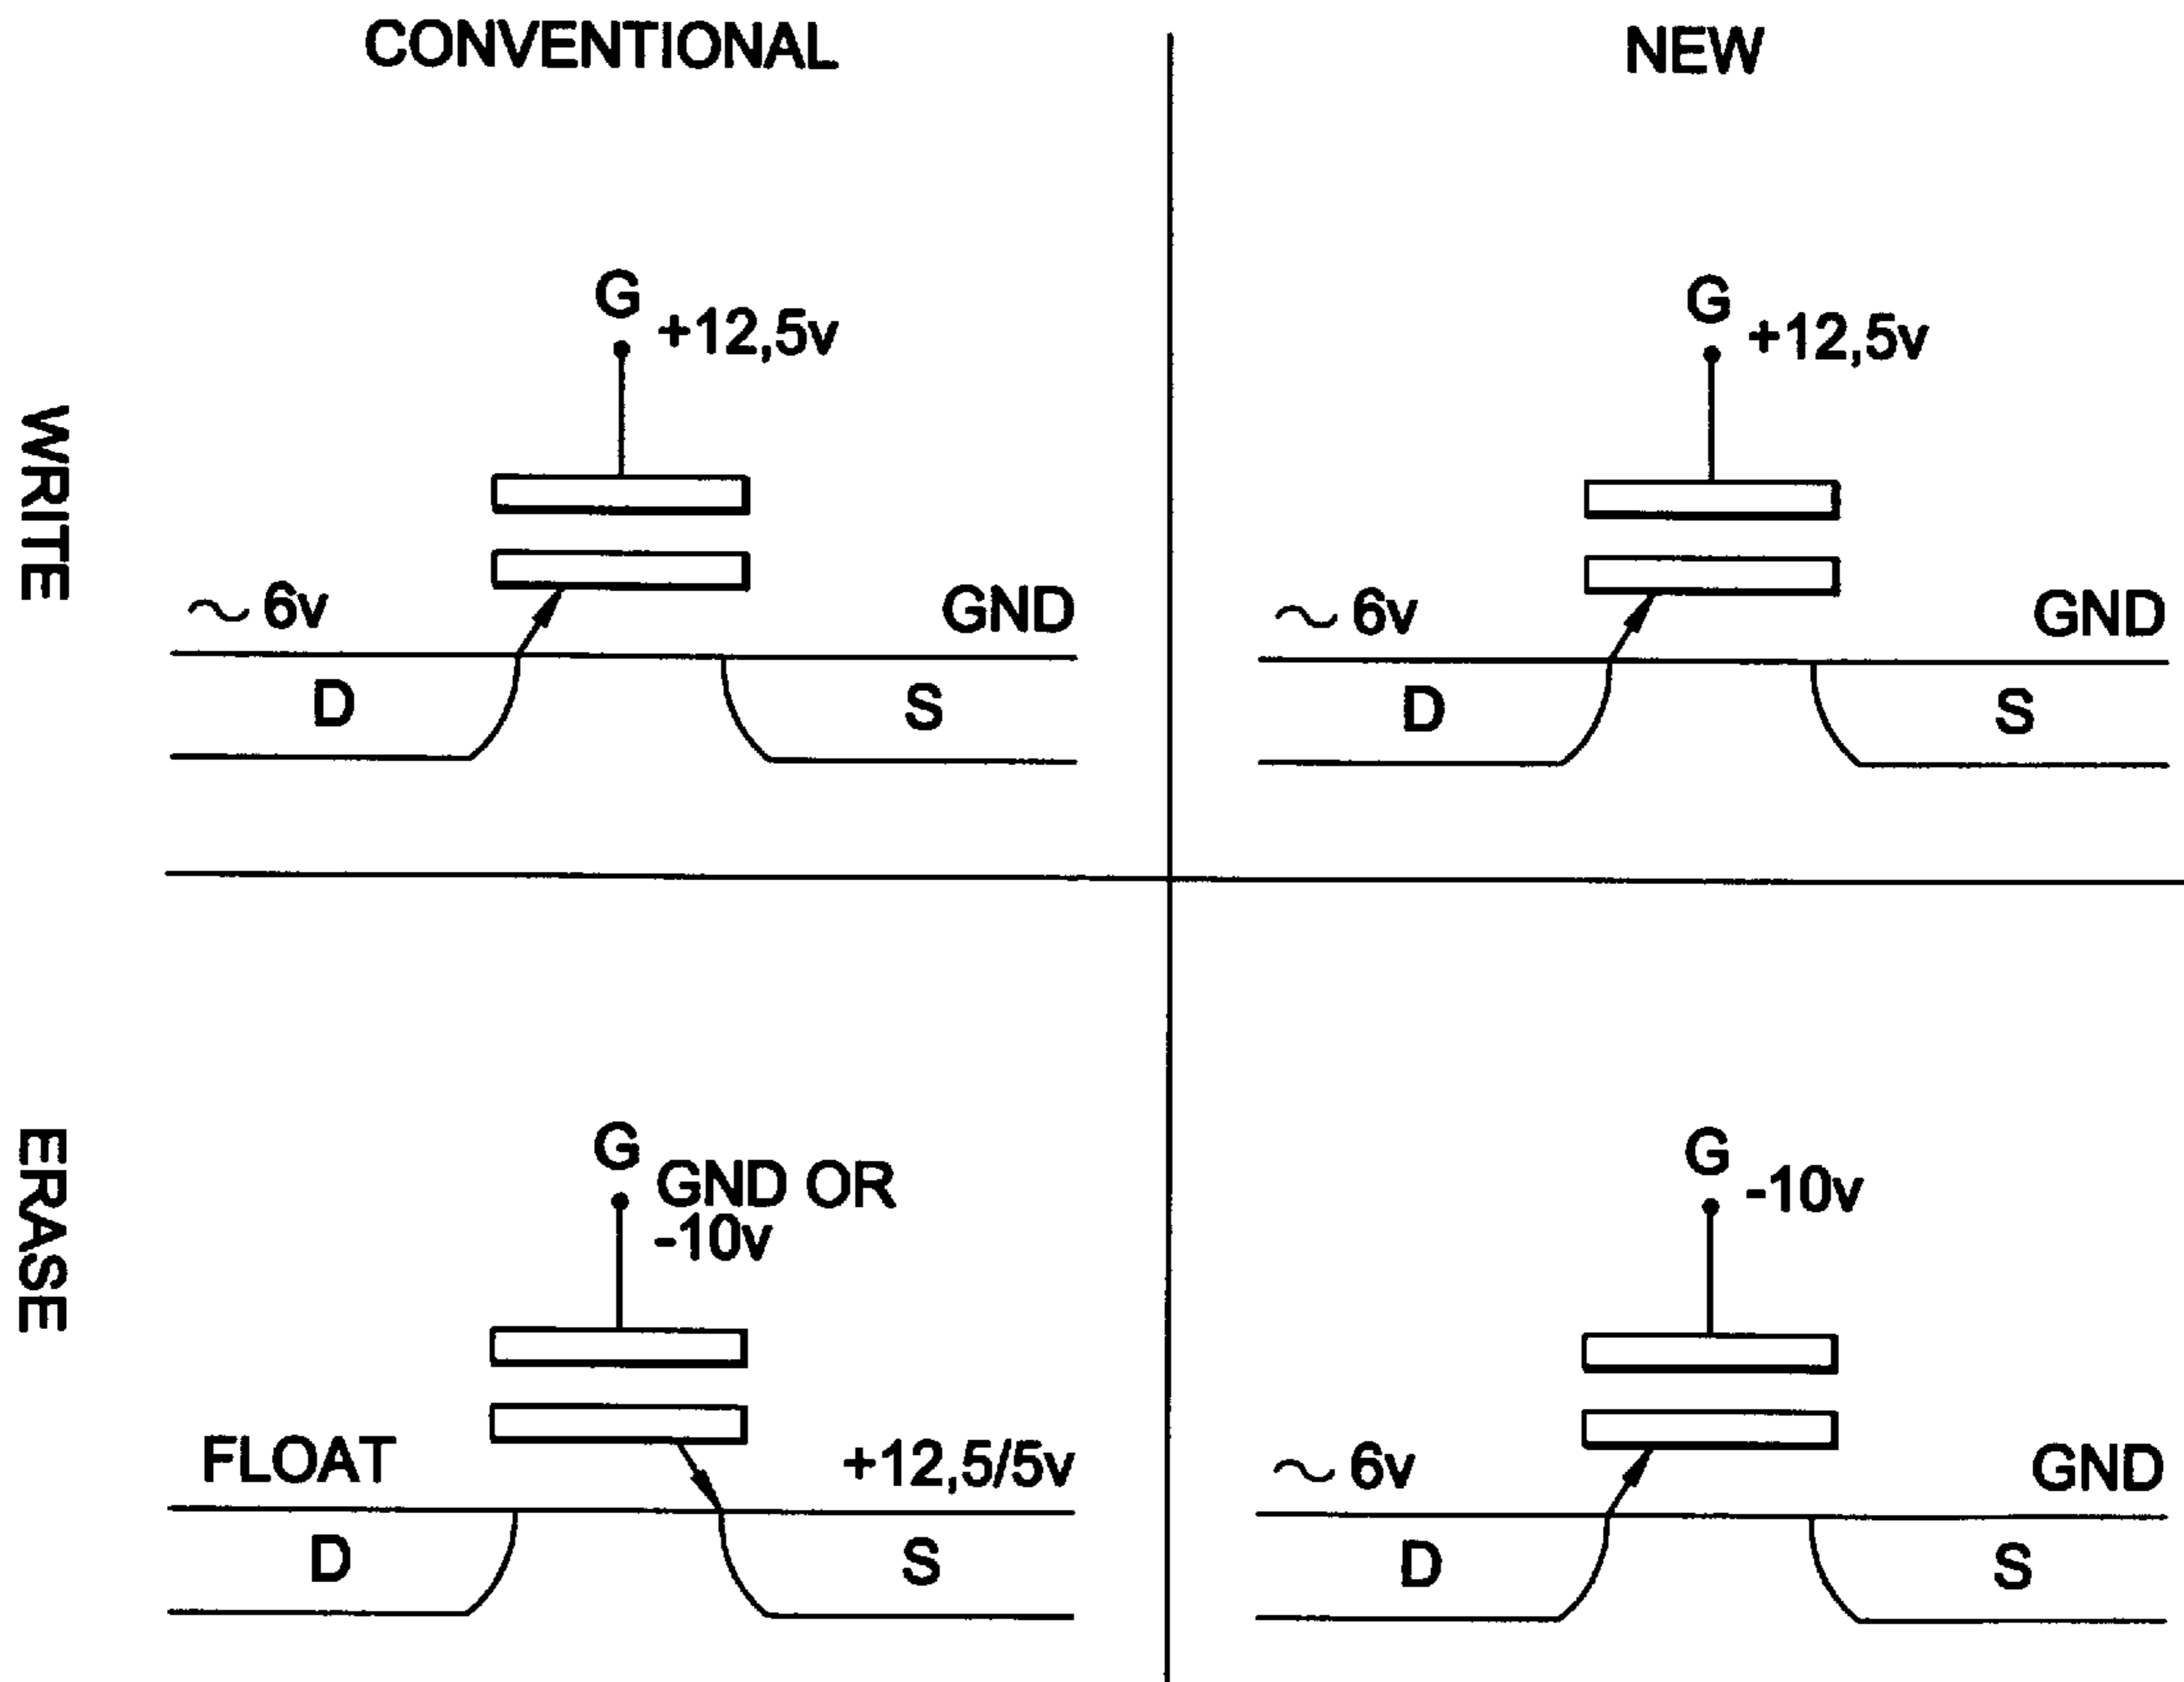 CONVENTIONAL
NEW
WRITE
G
+12,5v
~ 6v
GND
D
S
G
+12,5v
~ 6v
GND
D
S
ERASE
G
GND OR
-10v
FLOAT
+12,5/5v
D
S
G
-10v
~ 6v
GND
D
S